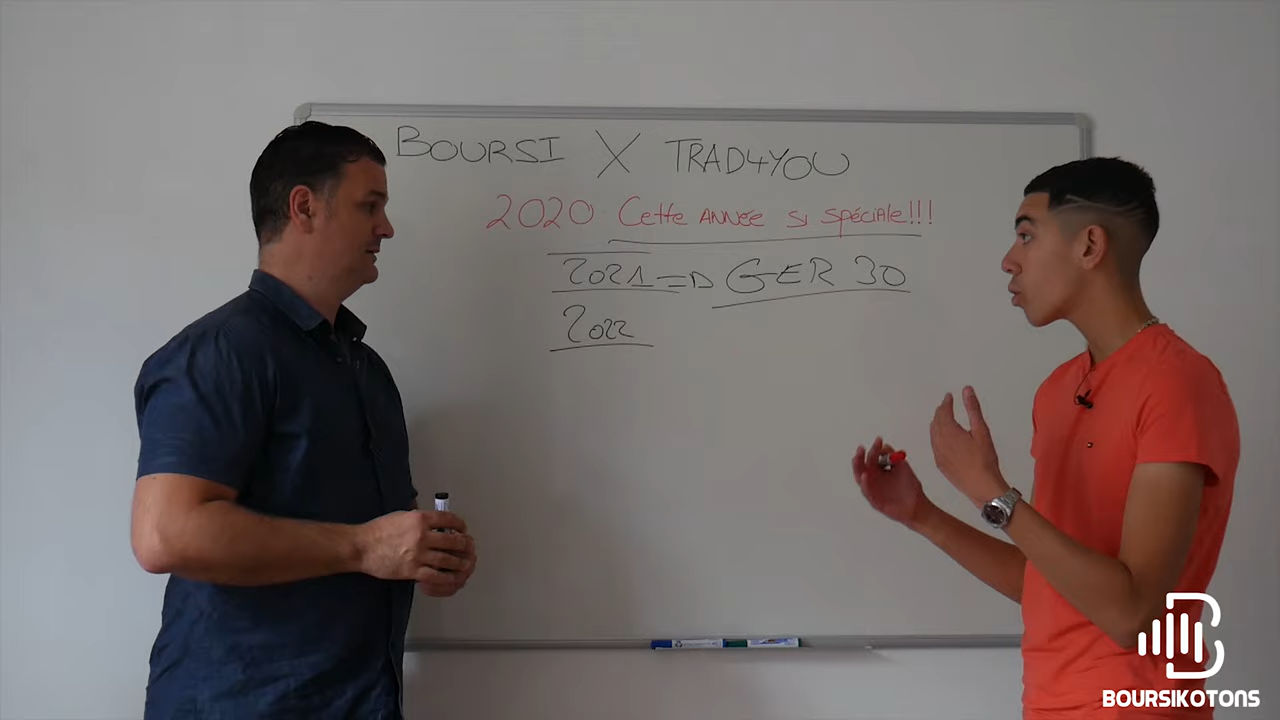 BOURSI X TRAD4YOU
2020 Cette ANNée si spéciale!!!
2021 => GER 30
2022
BOURSIKOTONS